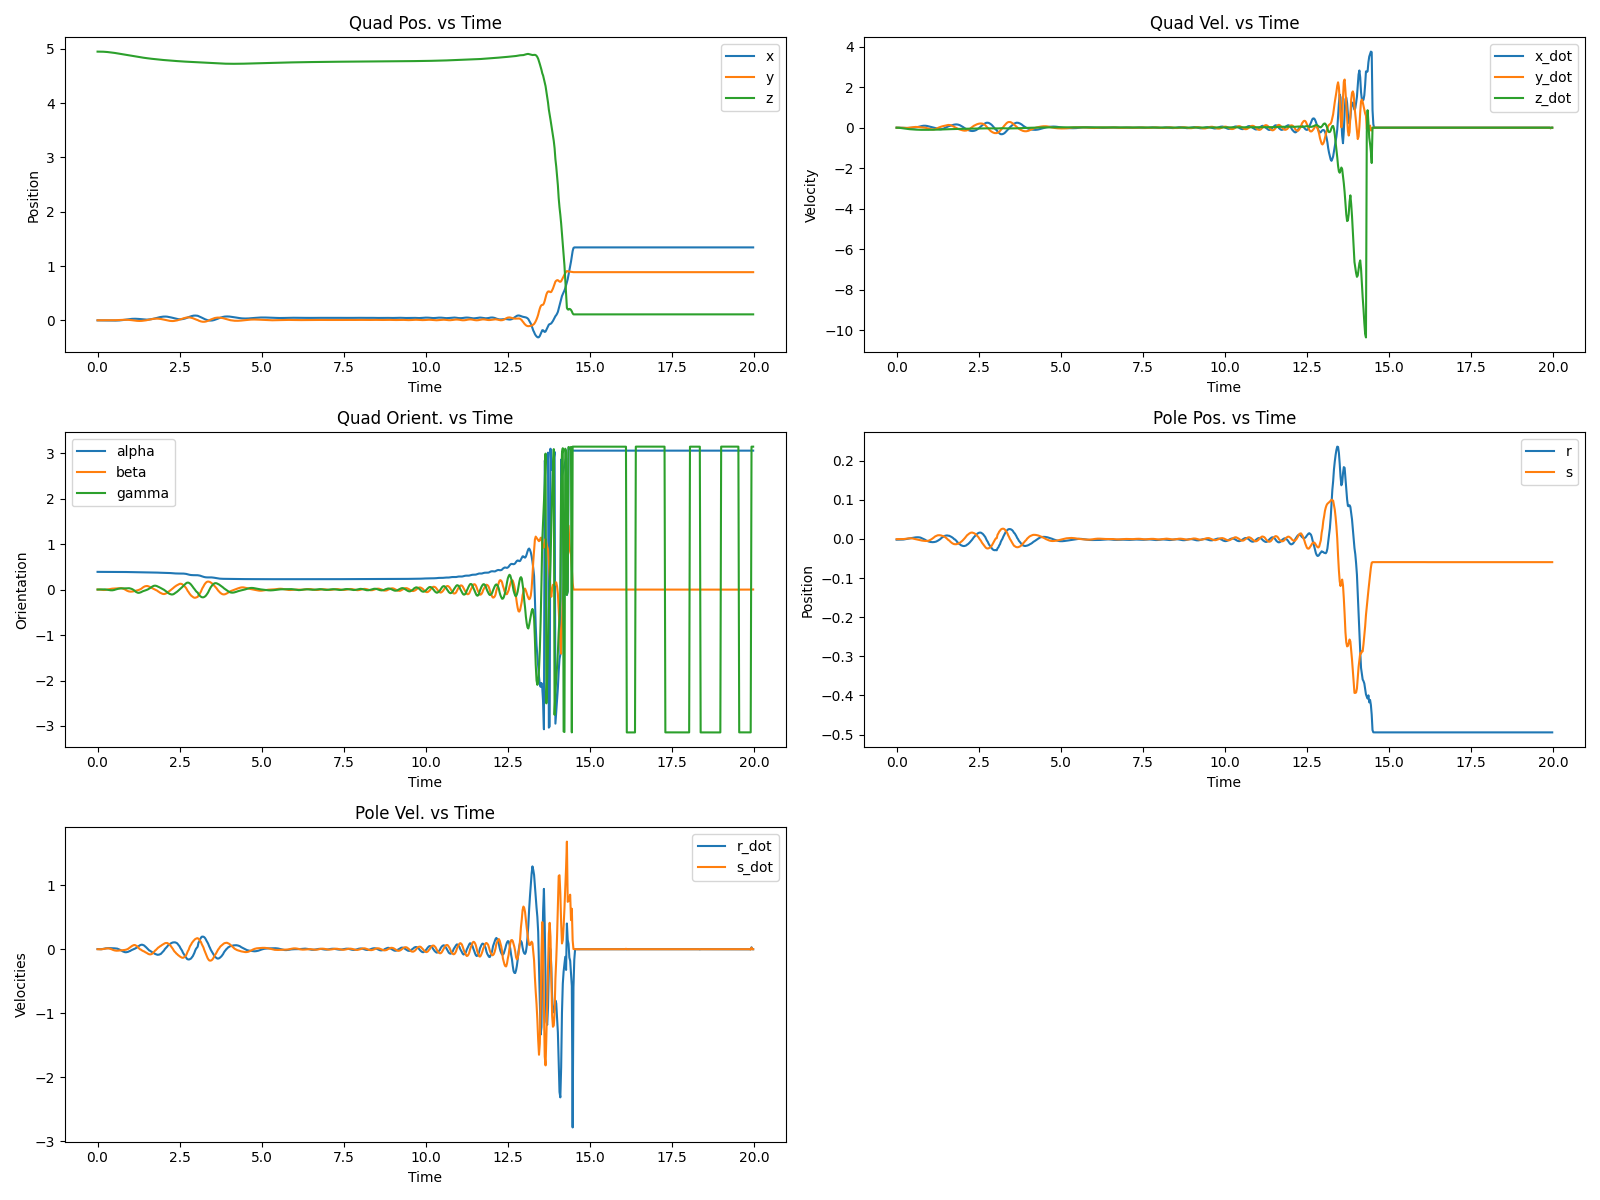 Quad Pos. vs Time
Position
5
4
3
2
1
0
x
y
z
0.0 2.5 5.0 7.5 10.0 12.5 15.0 17.5 20.0
Time
Quad Vel. vs Time
Velocity
4
2
0
−2
−4
−6
−8
−10
x_dot
y_dot
z_dot
0.0 2.5 5.0 7.5 10.0 12.5 15.0 17.5 20.0
Time
Quad Orient. vs Time
Orientation
3
2
1
0
−1
−2
−3
alpha
beta
gamma
0.0 2.5 5.0 7.5 10.0 12.5 15.0 17.5 20.0
Time
Pole Pos. vs Time
Position
0.2
0.1
0.0
−0.1
−0.2
−0.3
−0.4
−0.5
r
s
0.0 2.5 5.0 7.5 10.0 12.5 15.0 17.5 20.0
Time
Pole Vel. vs Time
Velocities
1
0
−1
−2
−3
r_dot
s_dot
0.0 2.5 5.0 7.5 10.0 12.5 15.0 17.5 20.0
Time